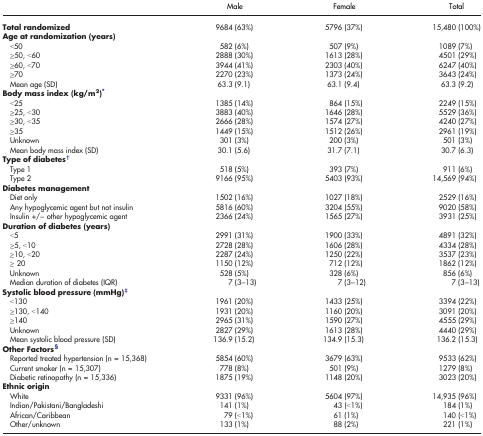 Male Female Total
Total randomized 9684 (63%) 5796 (37%) 15,480 (100%)
Age at randomization (years)
<50 582 (6%) 507 (9%) 1089 (7%)
≥50, <60 2888 (30%) 1613 (28%) 4501 (29%)
≥60, <70 3944 (41%) 2303 (40%) 6247 (40%)
≥70 2270 (23%) 1373 (24%) 3643 (24%)
Mean age (SD) 63.3 (9.1) 63.1 (9.4) 63.3 (9.2)
Body mass index (kg/m²)*
<25 1385 (14%) 864 (15%) 2249 (15%)
≥25, <30 3883 (40%) 1646 (28%) 5529 (36%)
≥30, <35 2666 (28%) 1574 (27%) 4240 (27%)
≥35 1449 (15%) 1512 (26%) 2961 (19%)
Unknown 301 (3%) 200 (3%) 501 (3%)
Mean body mass index (SD) 30.1 (5.6) 31.7 (7.1) 30.7 (6.3)
Type of diabetes†
Type 1 518 (5%) 393 (7%) 911 (6%)
Type 2 9166 (95%) 5403 (93%) 14,569 (94%)
Diabetes management
Diet only 1502 (16%) 1027 (18%) 2529 (16%)
Any hypoglycemic agent but not insulin 5816 (60%) 3204 (55%) 9020 (58%)
Insulin +/− other hypoglycemic agent 2366 (24%) 1565 (27%) 3931 (25%)
Duration of diabetes (years)
<5 2991 (31%) 1900 (33%) 4891 (32%)
≥5, <10 2728 (28%) 1606 (28%) 4334 (28%)
≥10, <20 2287 (24%) 1250 (22%) 3537 (23%)
≥ 20 1150 (12%) 712 (12%) 1862 (12%)
Unknown 528 (5%) 328 (6%) 856 (6%)
Median duration of diabetes (IQR) 7 (3–13) 7 (3–12) 7 (3–13)
Systolic blood pressure (mmHg)‡
<130 1961 (20%) 1433 (25%) 3394 (22%)
≥130, <140 1931 (20%) 1160 (20%) 3091 (20%)
≥140 2965 (31%) 1590 (27%) 4555 (29%)
Unknown 2827 (29%) 1613 (28%) 4440 (29%)
Mean systolic blood pressure (SD) 136.9 (15.2) 134.9 (15.3) 136.2 (15.3)
Other Factors§
Reported treated hypertension (n = 15,368) 5854 (60%) 3679 (63%) 9533 (62%)
Current smoker (n = 15,307) 778 (8%) 501 (9%) 1279 (8%)
Diabetic retinopathy (n = 15,336) 1875 (19%) 1148 (20%) 3023 (20%)
Ethnic origin
White 9331 (96%) 5604 (97%) 14,935 (96%)
Indian/Pakistani/Bangladeshi 141 (1%) 43 (<1%) 184 (1%)
African/Caribbean 79 (<1%) 61 (1%) 140 (<1%)
Other/unknown 133 (1%) 88 (2%) 221 (1%)